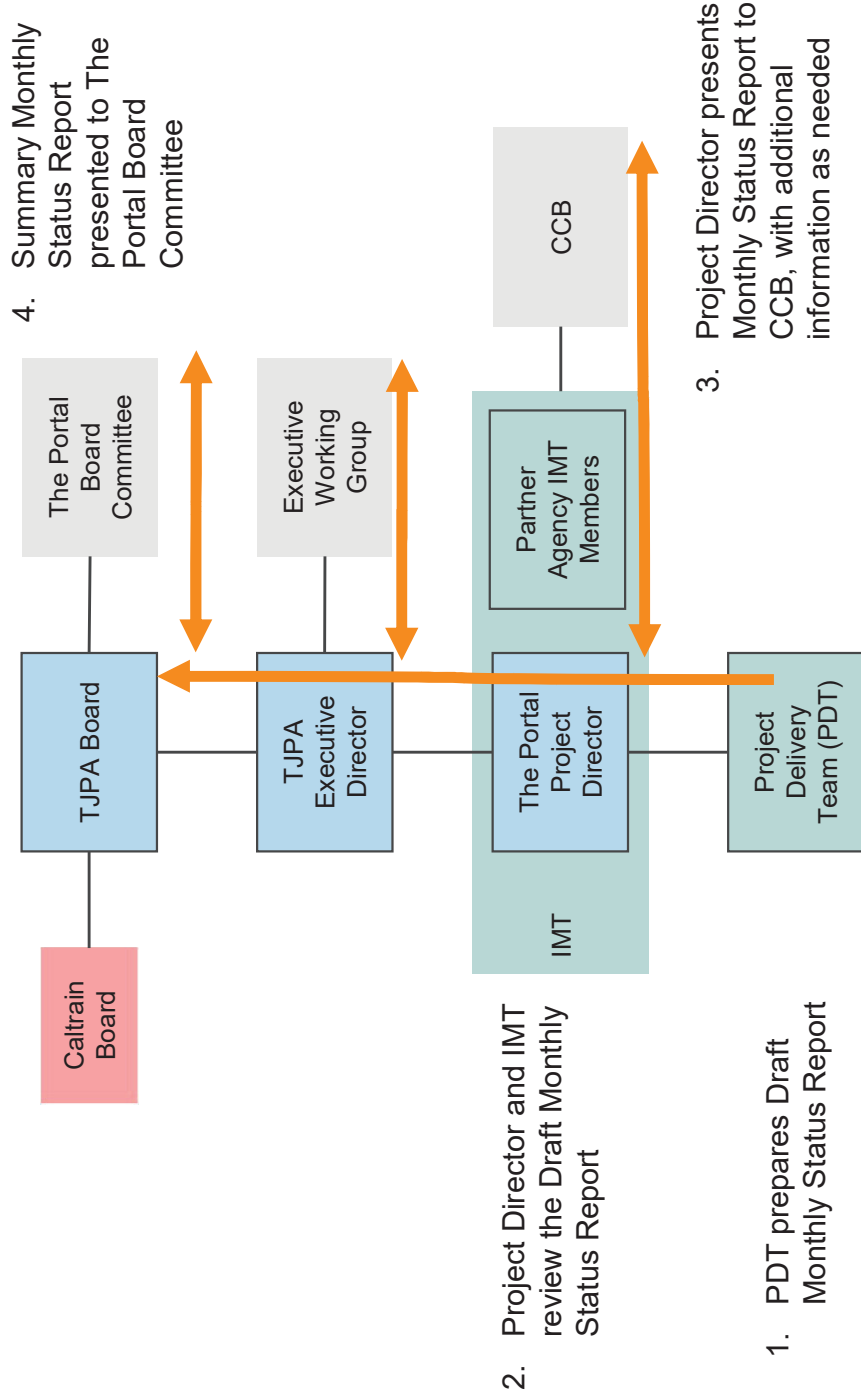 4. Summary Monthly
Status Report
presented to The
Portal Board
Committee
Caltrain
Board
TJPA Board
The Portal
Board
Committee
TJPA
Executive
Director
Executive
Working
Group
2. Project Director and IMT
review the Draft Monthly
Status Report
IMT
The Portal
Project
Director
Partner
Agency IMT
Members
CCB
1. PDT prepares Draft
Monthly Status Report
Project
Delivery
Team (PDT)
3. Project Director presents
Monthly Status Report to
CCB, with additional
information as needed